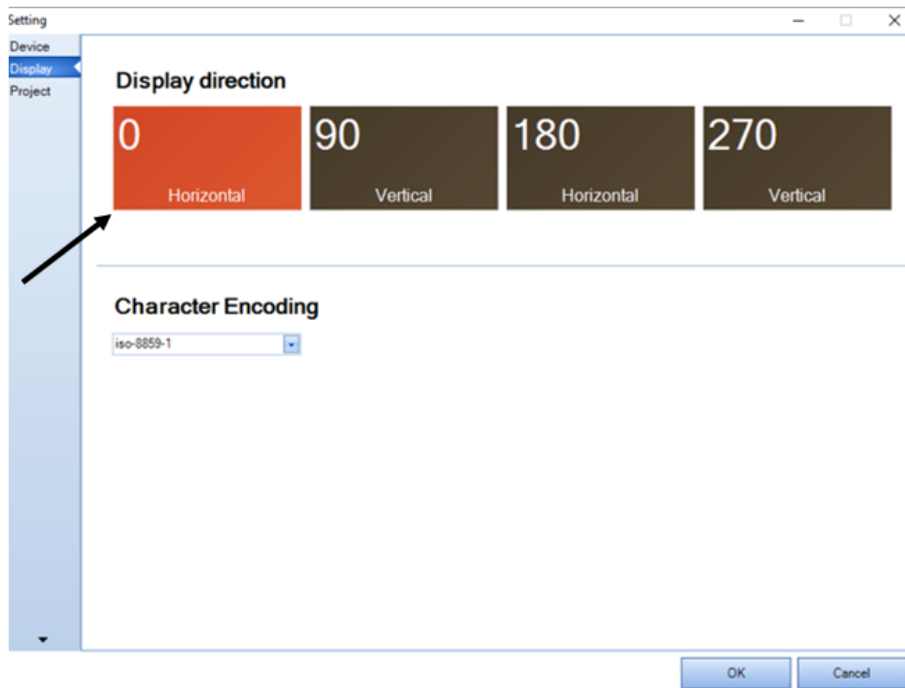 Setting
Device
Display
Project
Display direction
0
Horizontal
90
Vertical
180
Horizontal
270
Vertical
Character Encoding
iso-8859-1
OK
Cancel